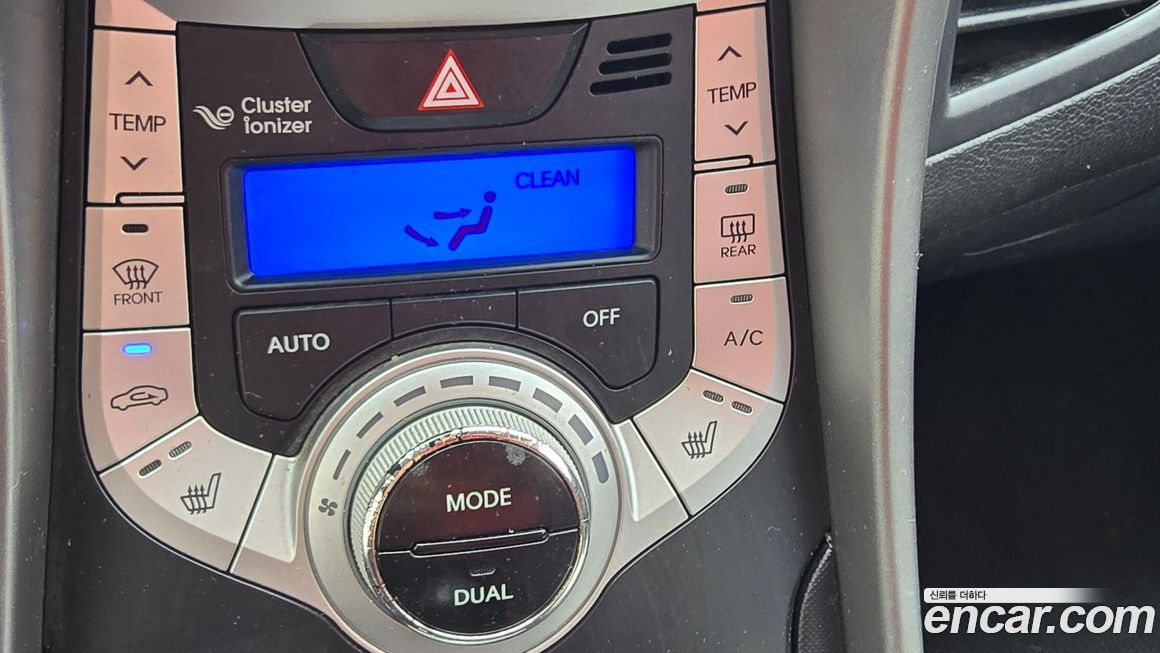 TEMP
Cluster
ionizer
TEMP
CLEAN
FRONT
REAR
AUTO
OFF
A/C
MODE
DUAL
신뢰를 더하다
encar.com